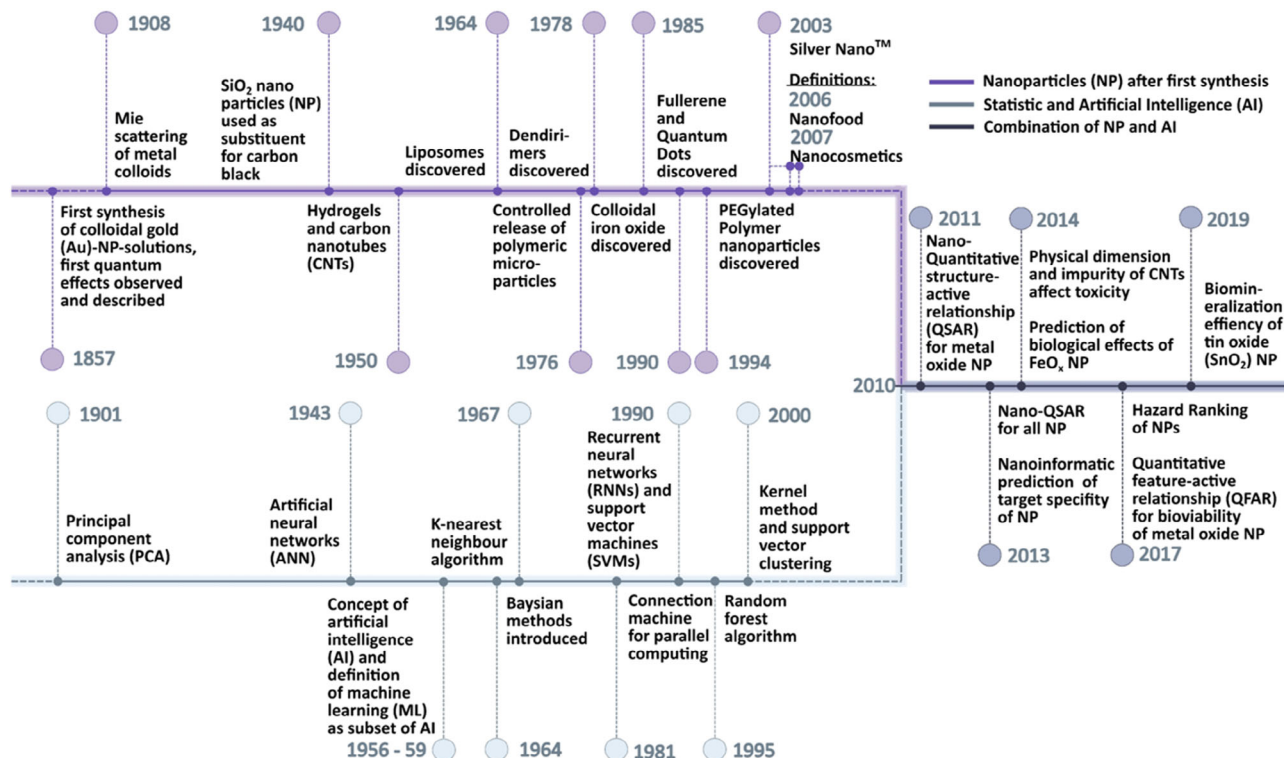 1908
Mie
scattering
of metal
colloids
1940
SiO₂ nano
particles (NP)
used as
substituent
for carbon
black
1964
Liposomes
discovered
1978
Dendiri-
mers
discovered
1985
Fullerene
and
Quantum
Dots
discovered
2003
Silver Nano™
Definitions:
2006
Nanofood
2007
Nanocosmetics
Nanoparticles (NP) after first synthesis
Statistic and Artificial Intelligence (AI)
Combination of NP and AI
First synthesis
of colloidal gold
(Au)-NP-solutions,
first quantum
effects observed
and described
1857
Hydrogels
and carbon
nanotubes
(CNTs)
1950
Controlled
release of
polymeric
micro-
particles
1976
Colloidal
iron oxide
discovered
1990
PEGylated
Polymer
nanoparticles
discovered
1994
2010
2011
Nano-
Quantitative
structure-
active
relationship
(QSAR)
for metal
oxide NP
2014
Physical dimension
and impurity of CNTs
affect toxicity
Prediction of
biological effects of
FeOₓ NP
2019
Biomin-
eralization
effiency of
tin oxide
(SnO₂) NP
Nano-QSAR
for all NP
Nanoinformatic
prediction of
target specifity
of NP
2013
Hazard Ranking
of NPs
Quantitative
feature-active
relationship (QFAR)
for bioviability
of metal oxide NP
2017
1901
Principal
component
analysis (PCA)
1943
Artificial
neural
networks (ANN)
1967
K-nearest
neighbour
algorithm
1990
Recurrent
neural
networks
(RNNs) and
support
vector
machines
(SVMs)
2000
Kernel
method
and support
vector
clustering
Concept of
artificial
intelligence
(AI) and
definition
of machine
learning (ML)
as subset of AI
1956 - 59
Baysian
methods
introduced
1964
Connection
machine
for parallel
computing
1981
Random
forest
algorithm
1995